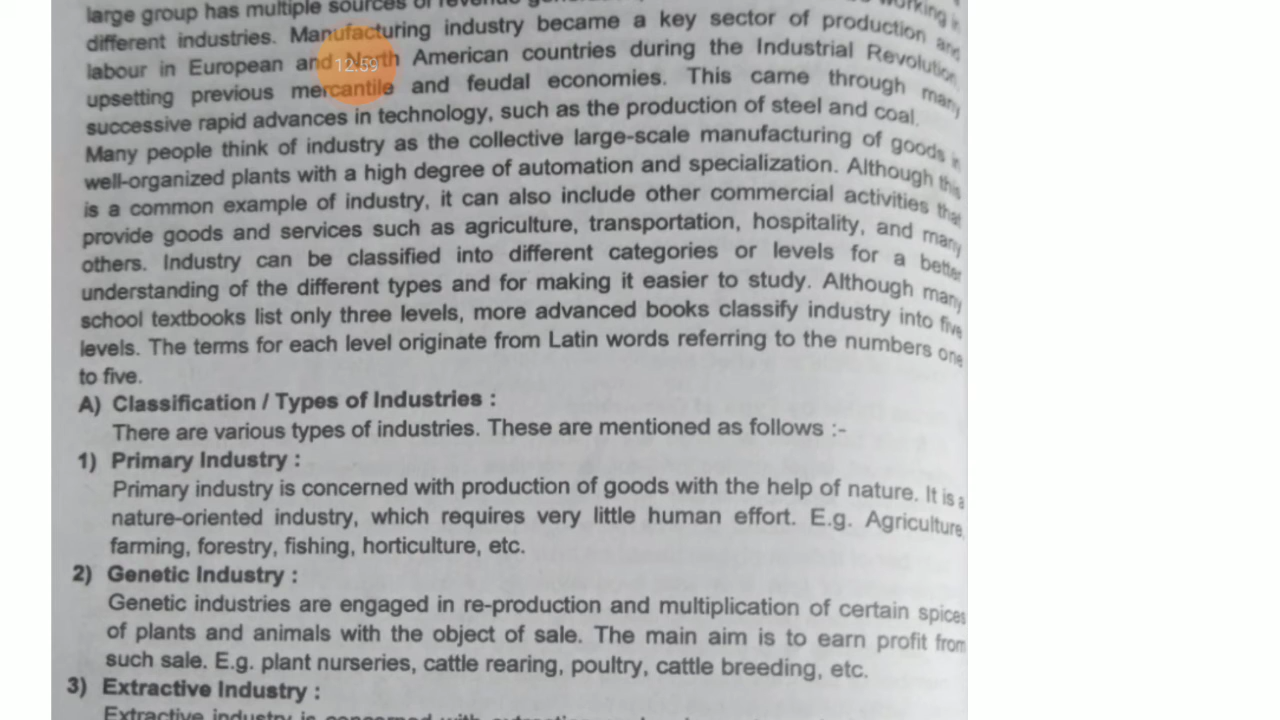 large group has multiple sources of revenue working in
different industries. Manufacturing industry became a key sector of production and
labour in European and North American countries during the Industrial Revolution
upsetting previous mercantile and feudal economies. This came through many
successive rapid advances in technology, such as the production of steel and coal.
Many people think of industry as the collective large-scale manufacturing of goods in
well-organized plants with a high degree of automation and specialization. Although this
is a common example of industry, it can also include other commercial activities that
provide goods and services such as agriculture, transportation, hospitality, and many
others. Industry can be classified into different categories or levels for a better
understanding of the different types and for making it easier to study. Although many
school textbooks list only three levels, more advanced books classify industry into five
levels. The terms for each level originate from Latin words referring to the numbers one
to five.
A) Classification / Types of Industries :
There are various types of industries. These are mentioned as follows :-
1) Primary Industry :
Primary industry is concerned with production of goods with the help of nature. It is a
nature-oriented industry, which requires very little human effort. E.g. Agriculture,
farming, forestry, fishing, horticulture, etc.
2) Genetic Industry :
Genetic industries are engaged in re-production and multiplication of certain spices
of plants and animals with the object of sale. The main aim is to earn profit from
such sale. E.g. plant nurseries, cattle rearing, poultry, cattle breeding, etc.
3) Extractive Industry :
Extractive industry is concerned with
12:59